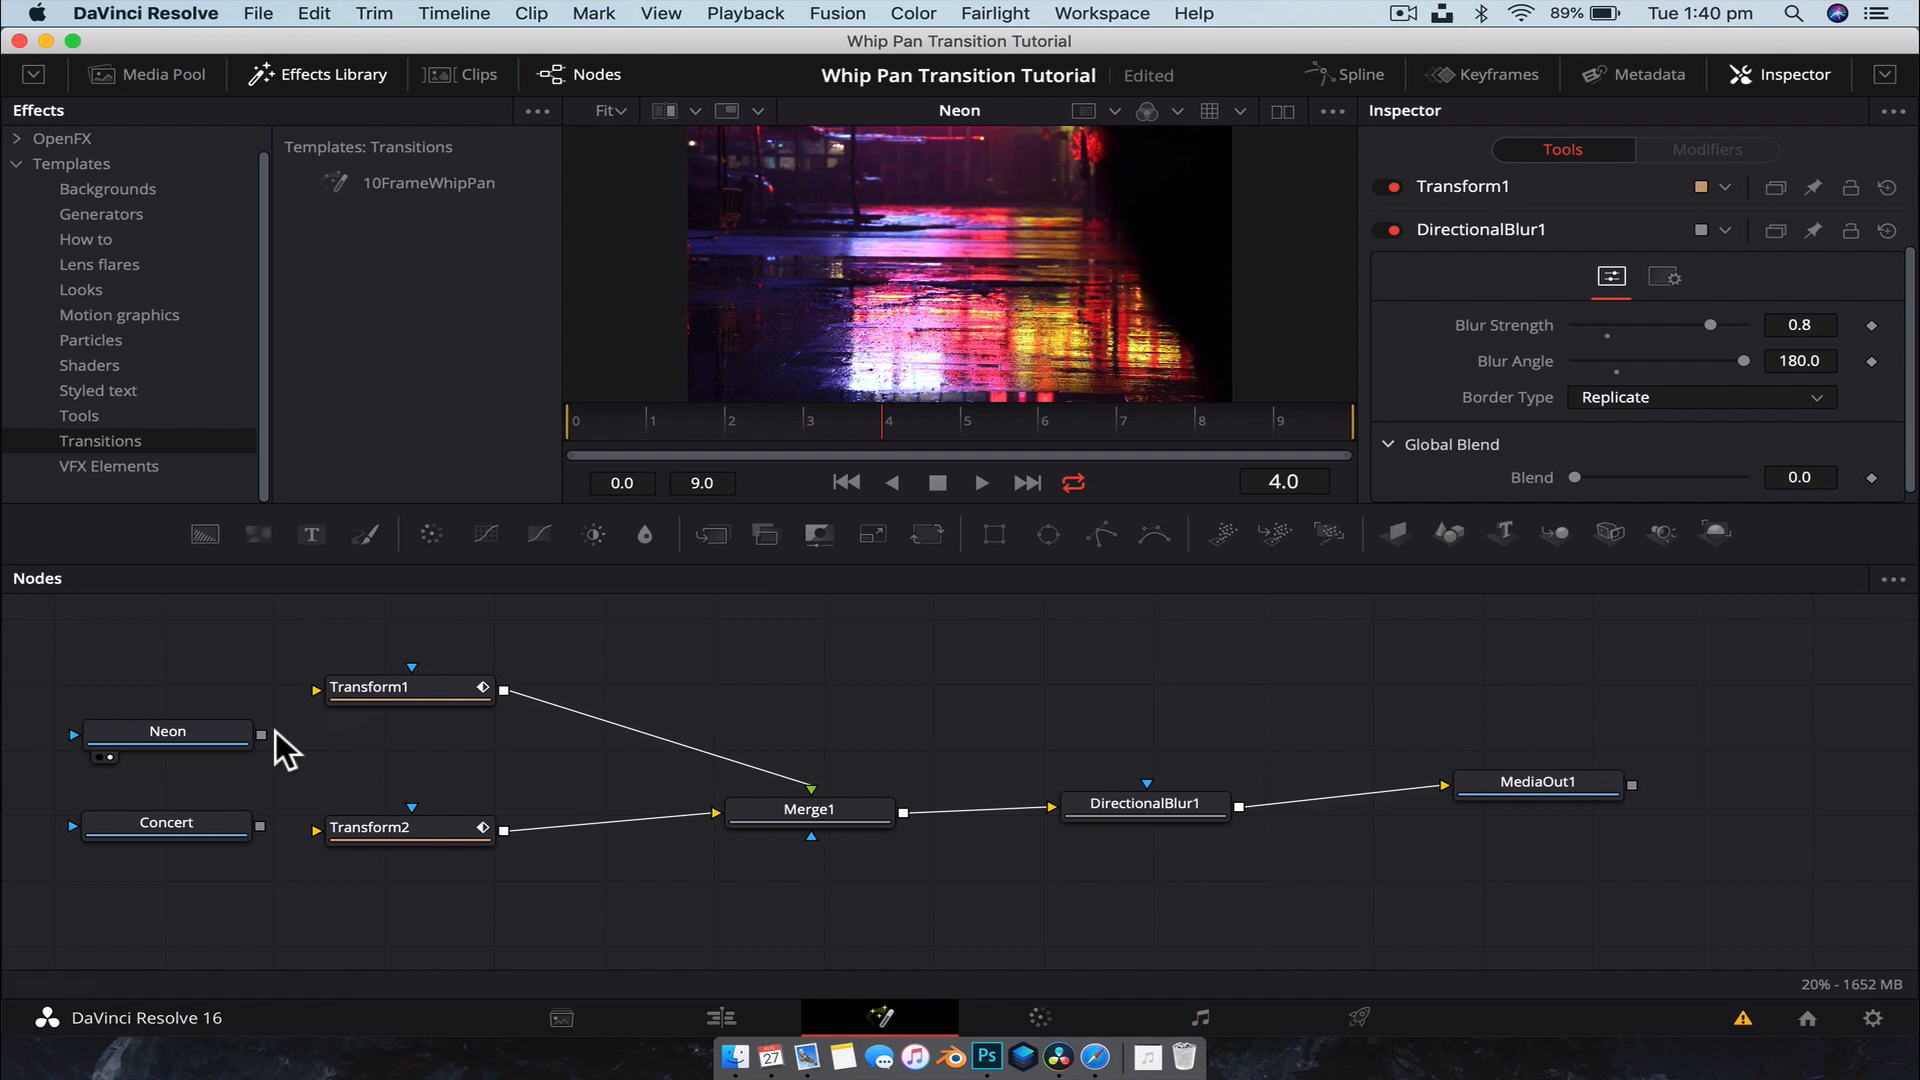 DaVinci Resolve File Edit Trim Timeline Clip Mark View Playback Fusion Color Fairlight Workspace Help 89% Tue 1:40 pm
Whip Pan Transition Tutorial
Media Pool Effects Library Clips Nodes Whip Pan Transition Tutorial Edited Spline Keyframes Metadata Inspector
Effects Fit Neon Inspector
OpenFX
Templates
Backgrounds
Generators
How to
Lens flares
Looks
Motion graphics
Particles
Shaders
Styled text
Tools
Transitions
VFX Elements
Templates: Transitions
10FrameWhipPan
0 1 2 3 4 5 6 7 8 9
0.0 9.0 4.0
Tools Modifiers
Transform1
DirectionalBlur1
Blur Strength 0.8
Blur Angle 180.0
Border Type Replicate
Global Blend
Blend 0.0
T T
Nodes
Transform1
Neon
Concert
Transform2
Merge1
DirectionalBlur1
MediaOut1
20% - 1652 MB
DaVinci Resolve 16
AUG
27
Ps